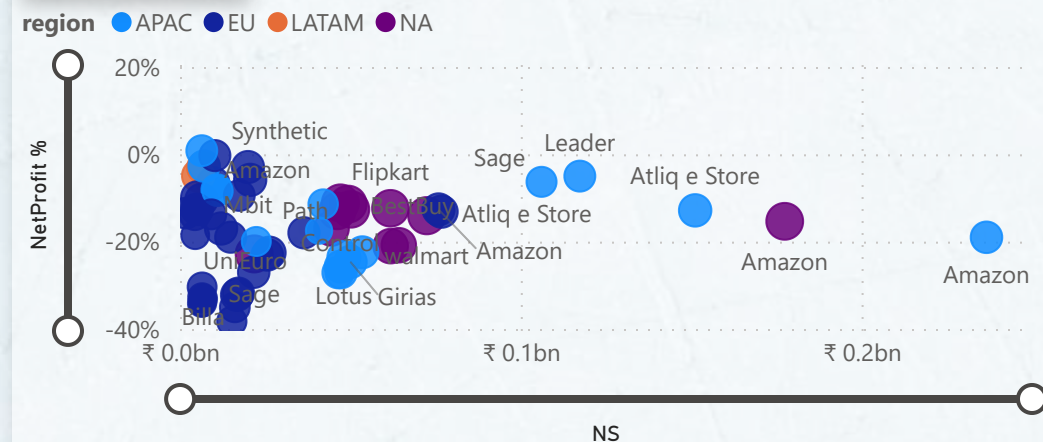 region APAC EU LATAM NA
20%
0%
-20%
-40%
NetProfit %
Synthetic
Leader
Sage
Amazon
Flipkart
Atliq e Store
Mbit
Path
BestBuy
Atliq e Store
Control
walmart
Amazon
UniEuro
Amazon
Sage
Lotus
Girias
Amazon
Billa
₹ 0.0bn
₹ 0.1bn
₹ 0.2bn
NS